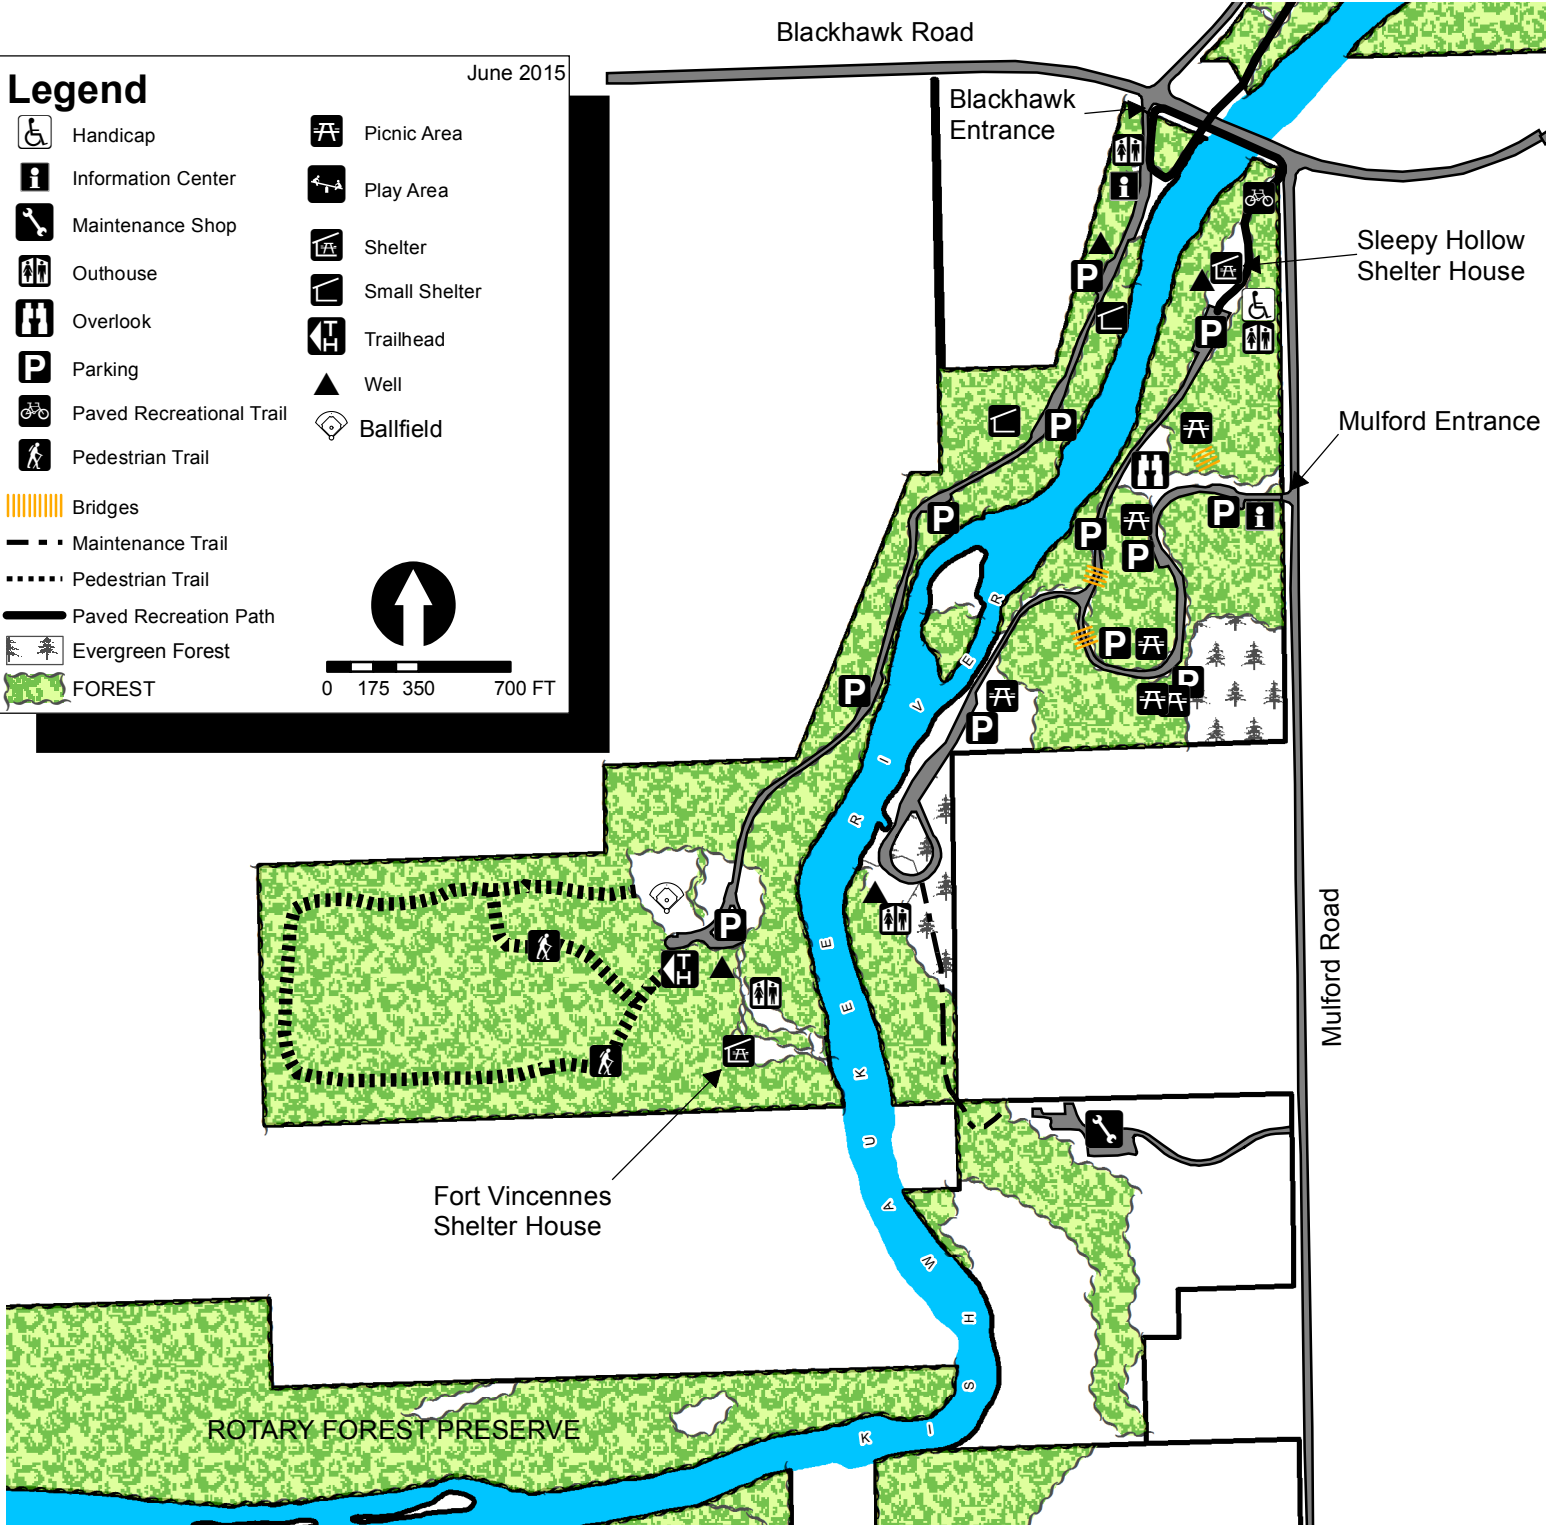 Blackhawk Road
June 2015
Legend
Handicap
Information Center
Maintenance Shop
Outhouse
Overlook
Parking
Paved Recreational Trail
Pedestrian Trail
Bridges
Maintenance Trail
Pedestrian Trail
Paved Recreation Path
Evergreen Forest
FOREST
Picnic Area
Play Area
Shelter
Small Shelter
Trailhead
Well
Ballfield
0 175 350 700 FT
P
i
TH
Blackhawk
Entrance
i
P
Sleepy Hollow
Shelter House
P
P
Mulford Entrance
P
P
P
P
i
P
P
P
P
P
TH
Mulford Road
Fort Vincennes
Shelter House
KISHWAUKEE RIVER
ROTARY FOREST PRESERVE